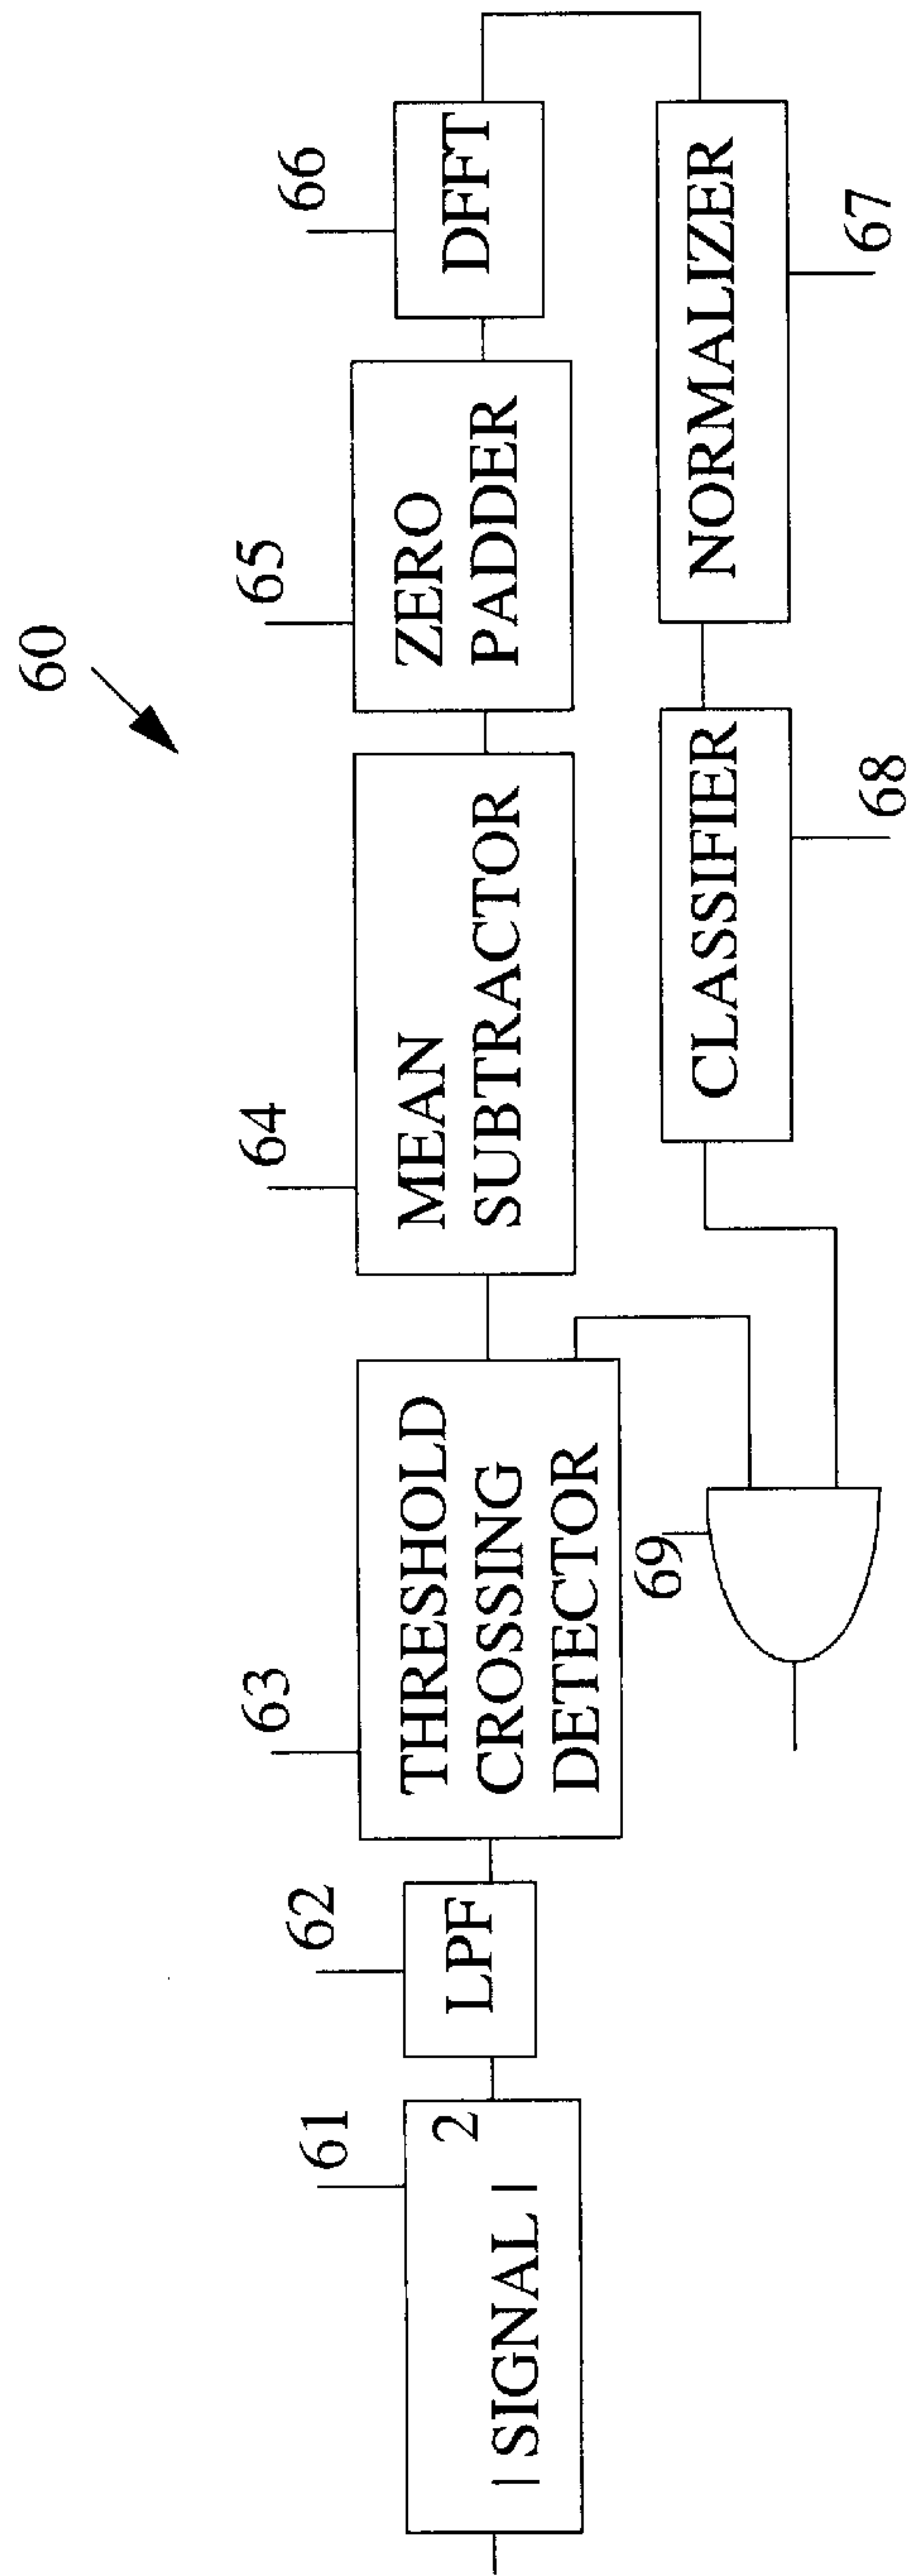 60
61
|SIGNAL|2
62
LPF
63
THRESHOLD
CROSSING
DETECTOR
64
MEAN
SUBTRACTOR
65
ZERO
PADDER
66
DFFT
69
CLASSIFIER
68
NORMALIZER
67